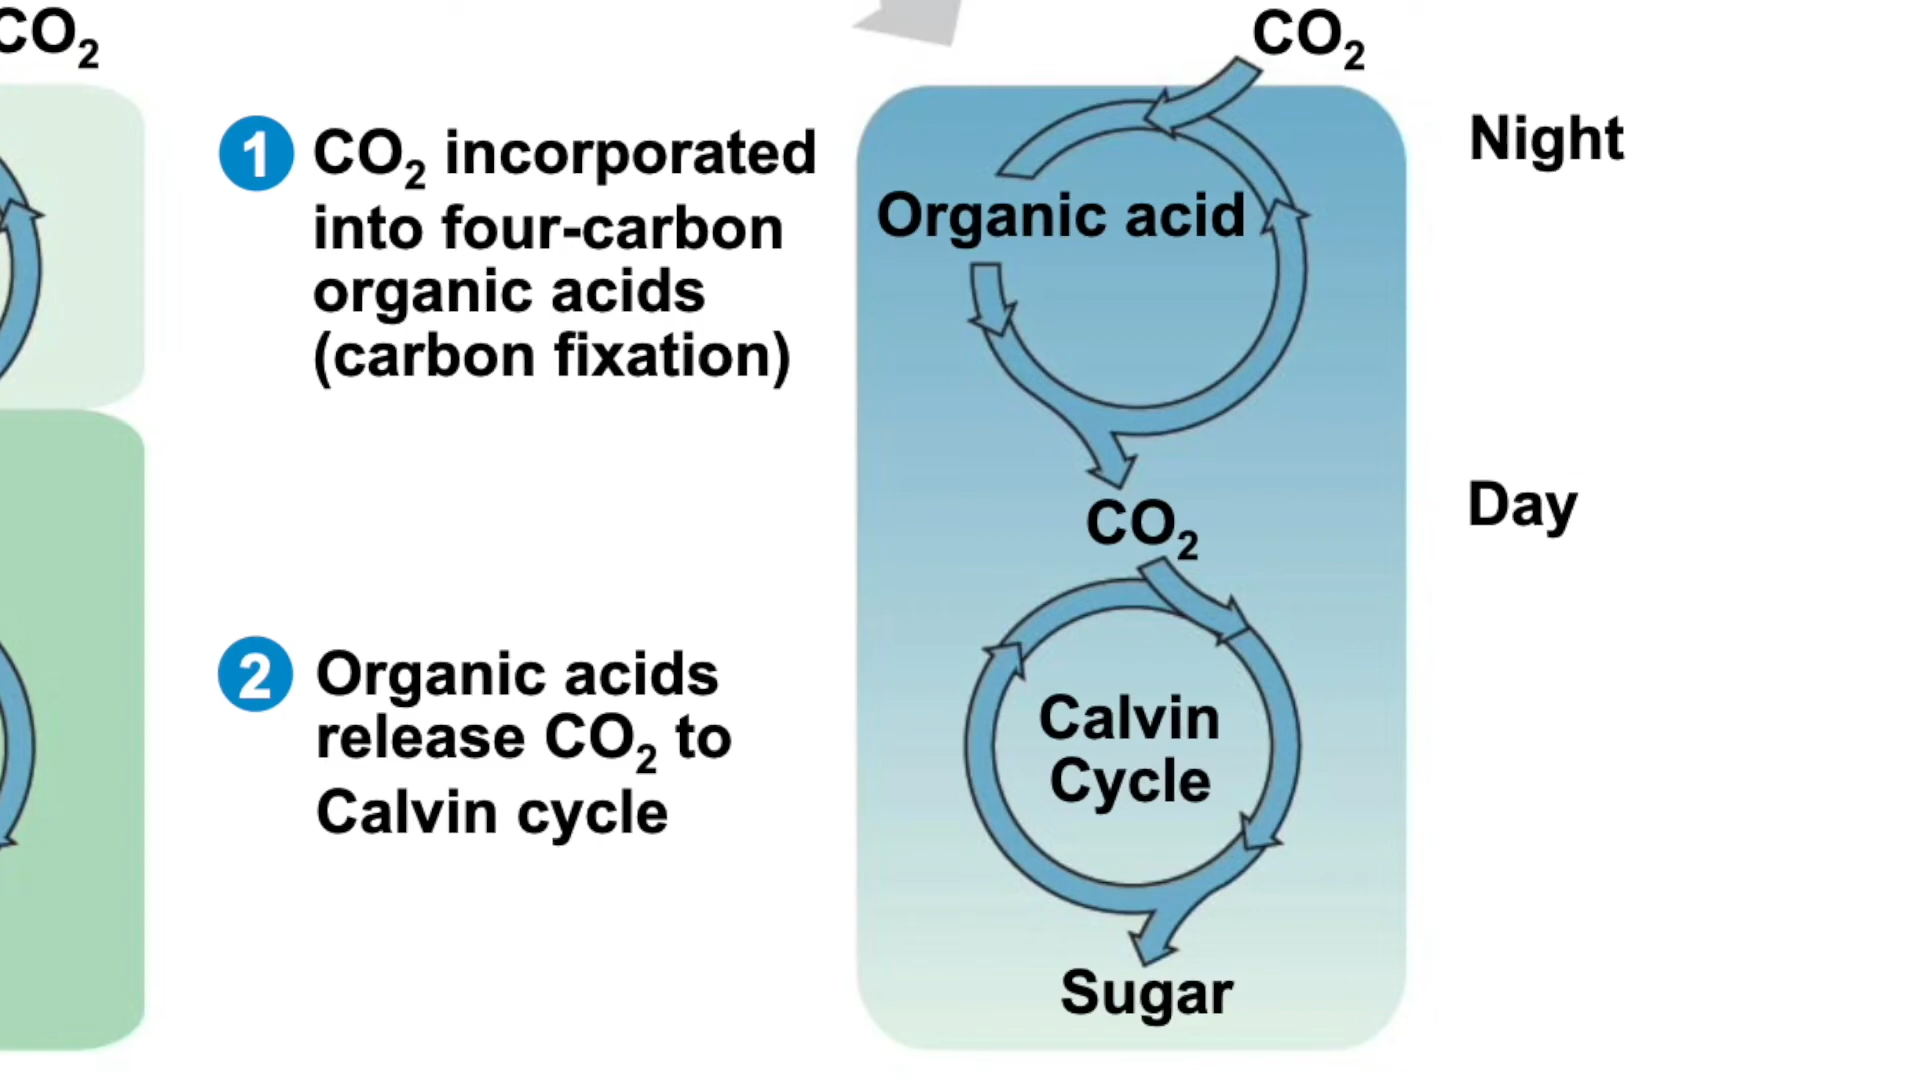 CO₂
1 CO₂ incorporated
into four-carbon
organic acids
(carbon fixation)
2 Organic acids
release CO₂ to
Calvin cycle
CO₂
Night
Organic acid
Day
CO₂
Calvin
Cycle
Sugar